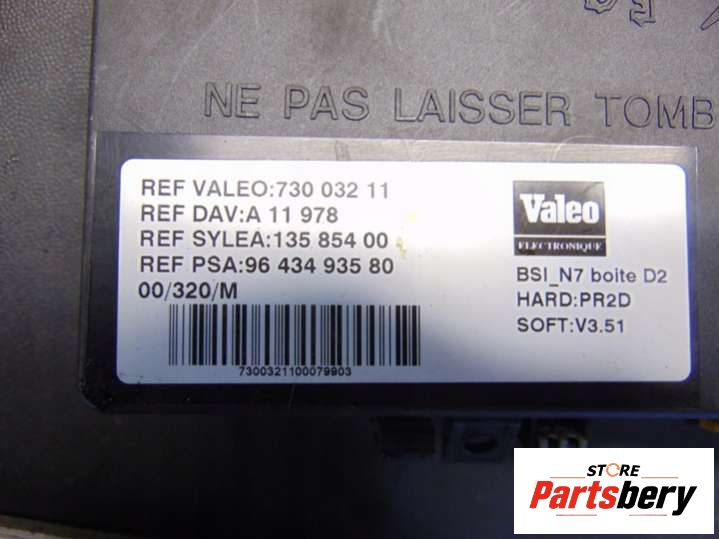 NE PAS LAISSER TOMB
REF VALEO:730 032 11
REF DAV:A 11 978
REF SYLEA:135 854 00
REF PSA:96 434 935 80
00/320/M
7300321100079903
Valeo
ELECTRONIQUE
BSI_N7 boite D2
HARD:PR2D
SOFT:V3.51
STORE
Partsbery